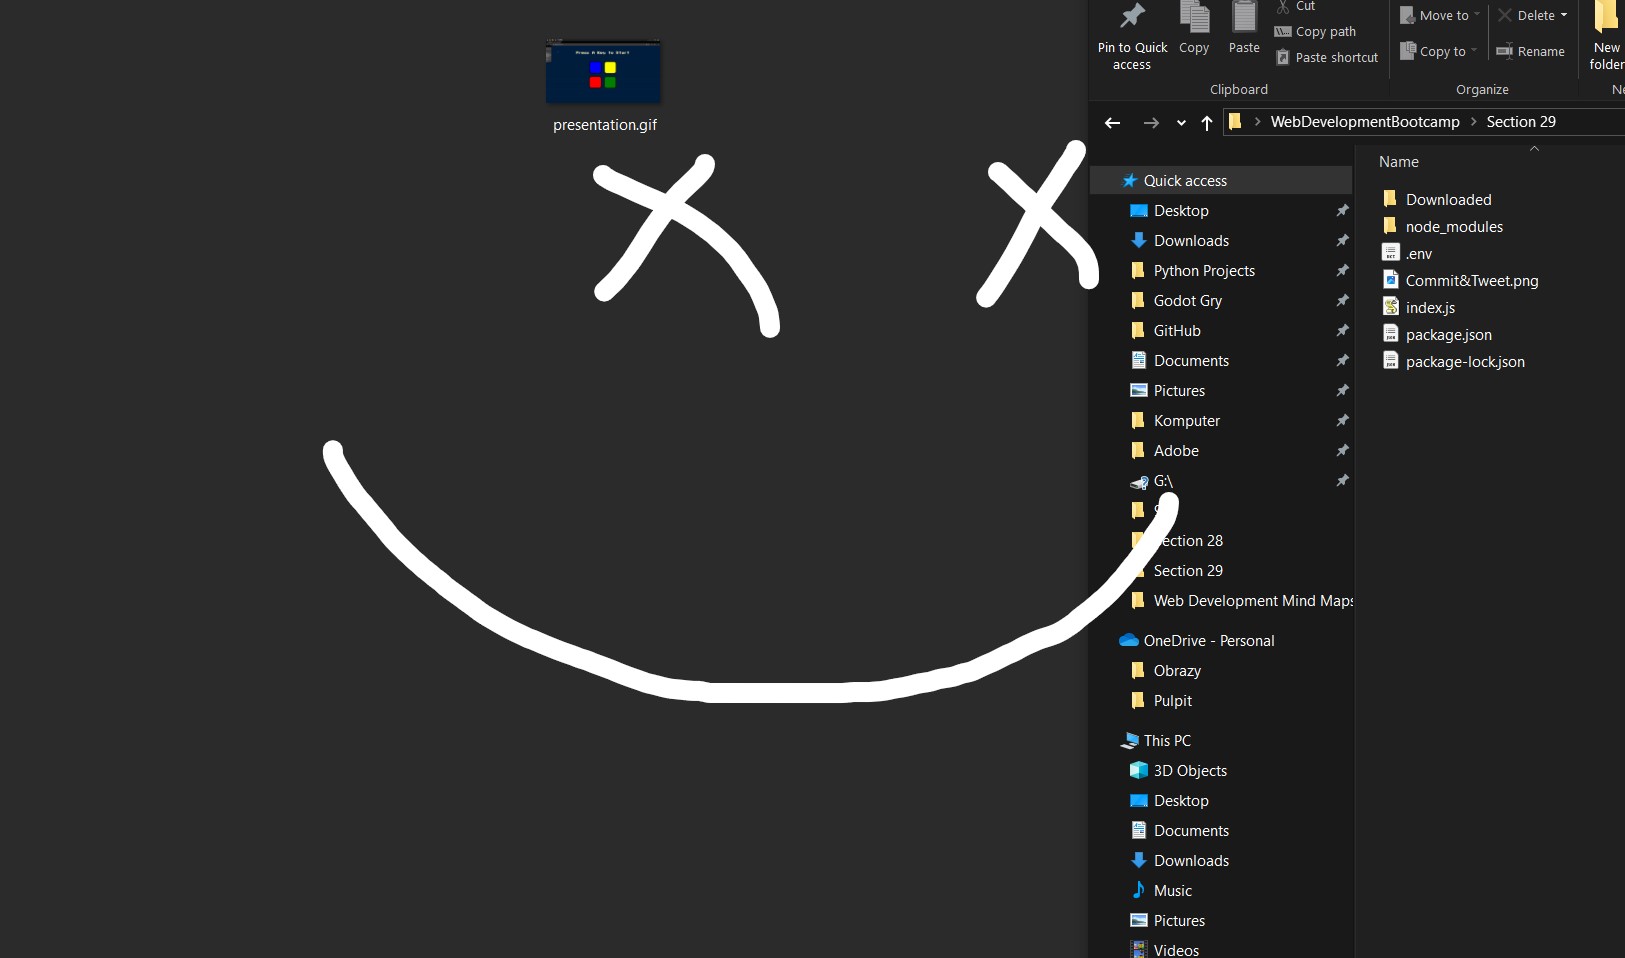 Press A Key to Start
presentation.gif
Pin to Quick access
Copy
Paste
Cut
Copy path
Paste shortcut
Clipboard
Move to
Copy to
Delete
Rename
Organize
New folder
WebDevelopmentBootcamp > Section 29
Quick access
Desktop
Downloads
Python Projects
Godot Gry
GitHub
Documents
Pictures
Komputer
Adobe
G:\
Section 28
Section 29
Web Development Mind Maps
OneDrive - Personal
Obrazy
Pulpit
This PC
3D Objects
Desktop
Documents
Downloads
Music
Pictures
Videos
Name
Downloaded
node_modules
.env
Commit&Tweet.png
index.js
package.json
package-lock.json